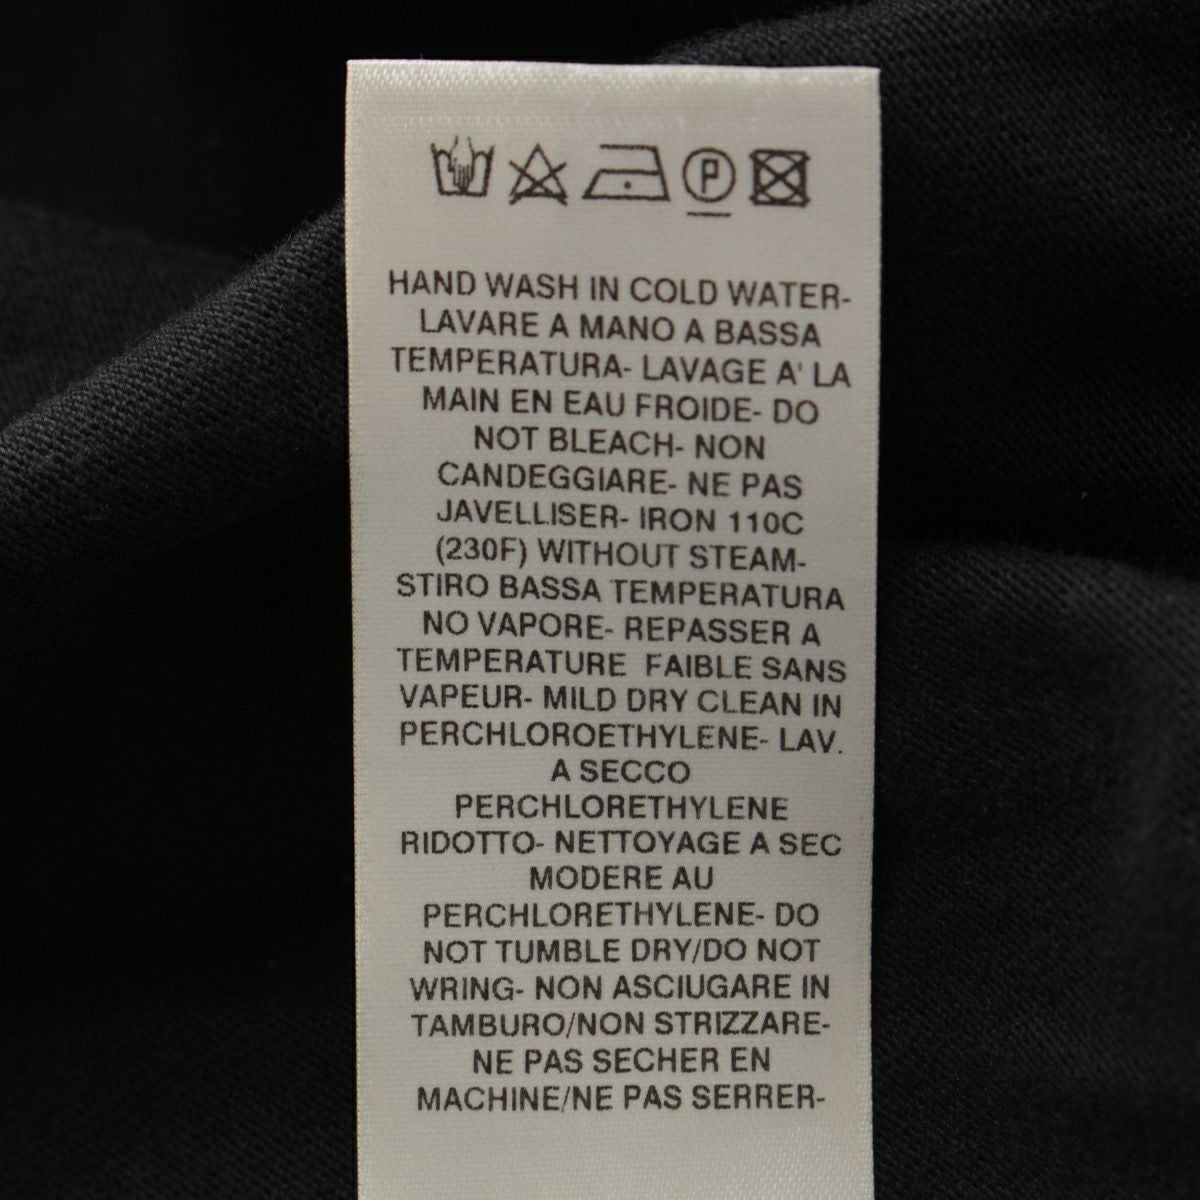 P
HAND WASH IN COLD WATER-
LAVARE A MANO A BASSA
TEMPERATURA- LAVAGE A' LA
MAIN EN EAU FROIDE- DO
NOT BLEACH- NON
CANDEGGIARE- NE PAS
JAVELLISER- IRON 110C
(230F) WITHOUT STEAM-
STIRO BASSA TEMPERATURA
NO VAPORE- REPASSER A
TEMPERATURE FAIBLE SANS
VAPEUR- MILD DRY CLEAN IN
PERCHLOROETHYLENE- LAV.
A SECCO
PERCHLORETHYLENE
RIDOTTO- NETTOYAGE A SEC
MODERE AU
PERCHLORETHYLENE- DO
NOT TUMBLE DRY/DO NOT
WRING- NON ASCIUGARE IN
TAMBURO/NON STRIZZARE-
NE PAS SECHER EN
MACHINE/NE PAS SERRER-